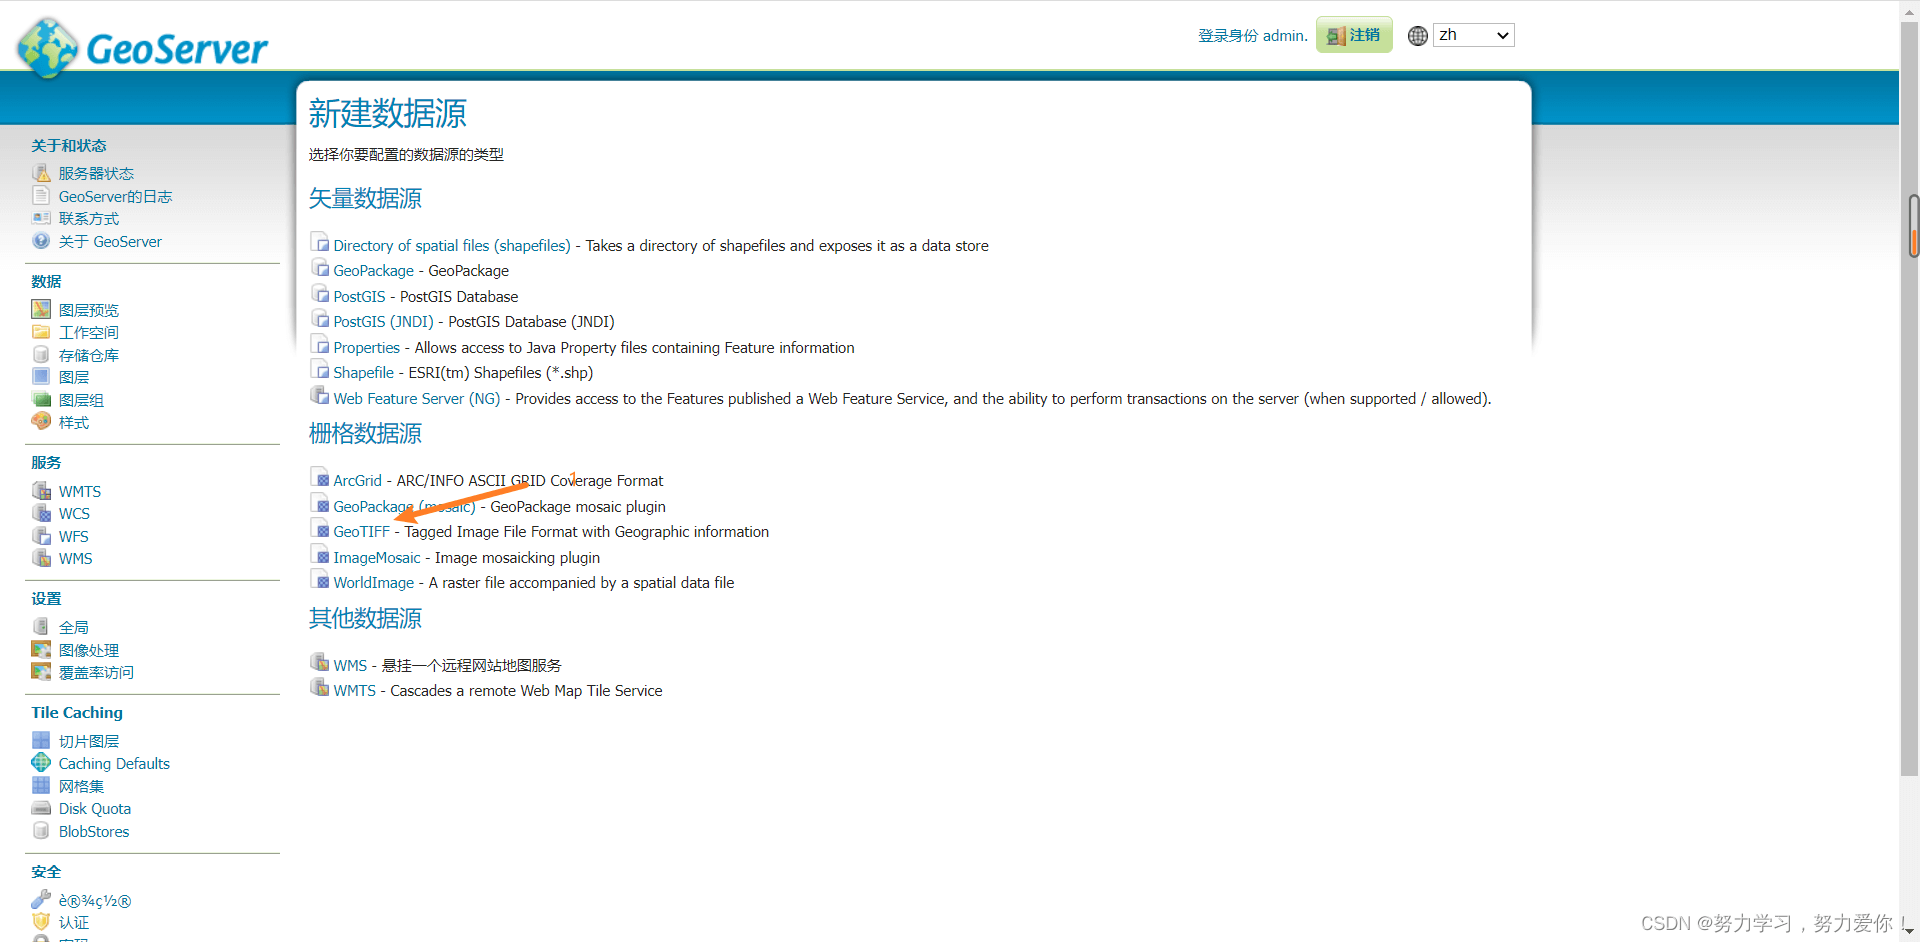 GeoServer
登录身份 admin.
注销
zh
新建数据源
选择你要配置的数据源的类型
矢量数据源
Directory of spatial files (shapefiles) - Takes a directory of shapefiles and exposes it as a data store
GeoPackage - GeoPackage
PostGIS - PostGIS Database
PostGIS (JNDI) - PostGIS Database (JNDI)
Properties - Allows access to Java Property files containing Feature information
Shapefile - ESRI(tm) Shapefiles (*.shp)
Web Feature Server (NG) - Provides access to the Features published a Web Feature Service, and the ability to perform transactions on the server (when supported / allowed).
栅格数据源
1
ArcGrid - ARC/INFO ASCII GRID Coverage Format
GeoPackage (mosaic) - GeoPackage mosaic plugin
GeoTIFF - Tagged Image File Format with Geographic information
ImageMosaic - Image mosaicking plugin
WorldImage - A raster file accompanied by a spatial data file
其他数据源
WMS - 悬挂一个远程网站地图服务
WMTS - Cascades a remote Web Map Tile Service
关于和状态
服务器状态
GeoServer的日志
联系方式
关于 GeoServer
数据
图层预览
工作空间
存储仓库
图层
图层组
样式
服务
WMTS
WCS
WFS
WMS
设置
全局
图像处理
覆盖率访问
Tile Caching
切片图层
Caching Defaults
网格集
Disk Quota
BlobStores
安全
è®¾ç½®
认证
CSDN @努力学习，努力爱你！